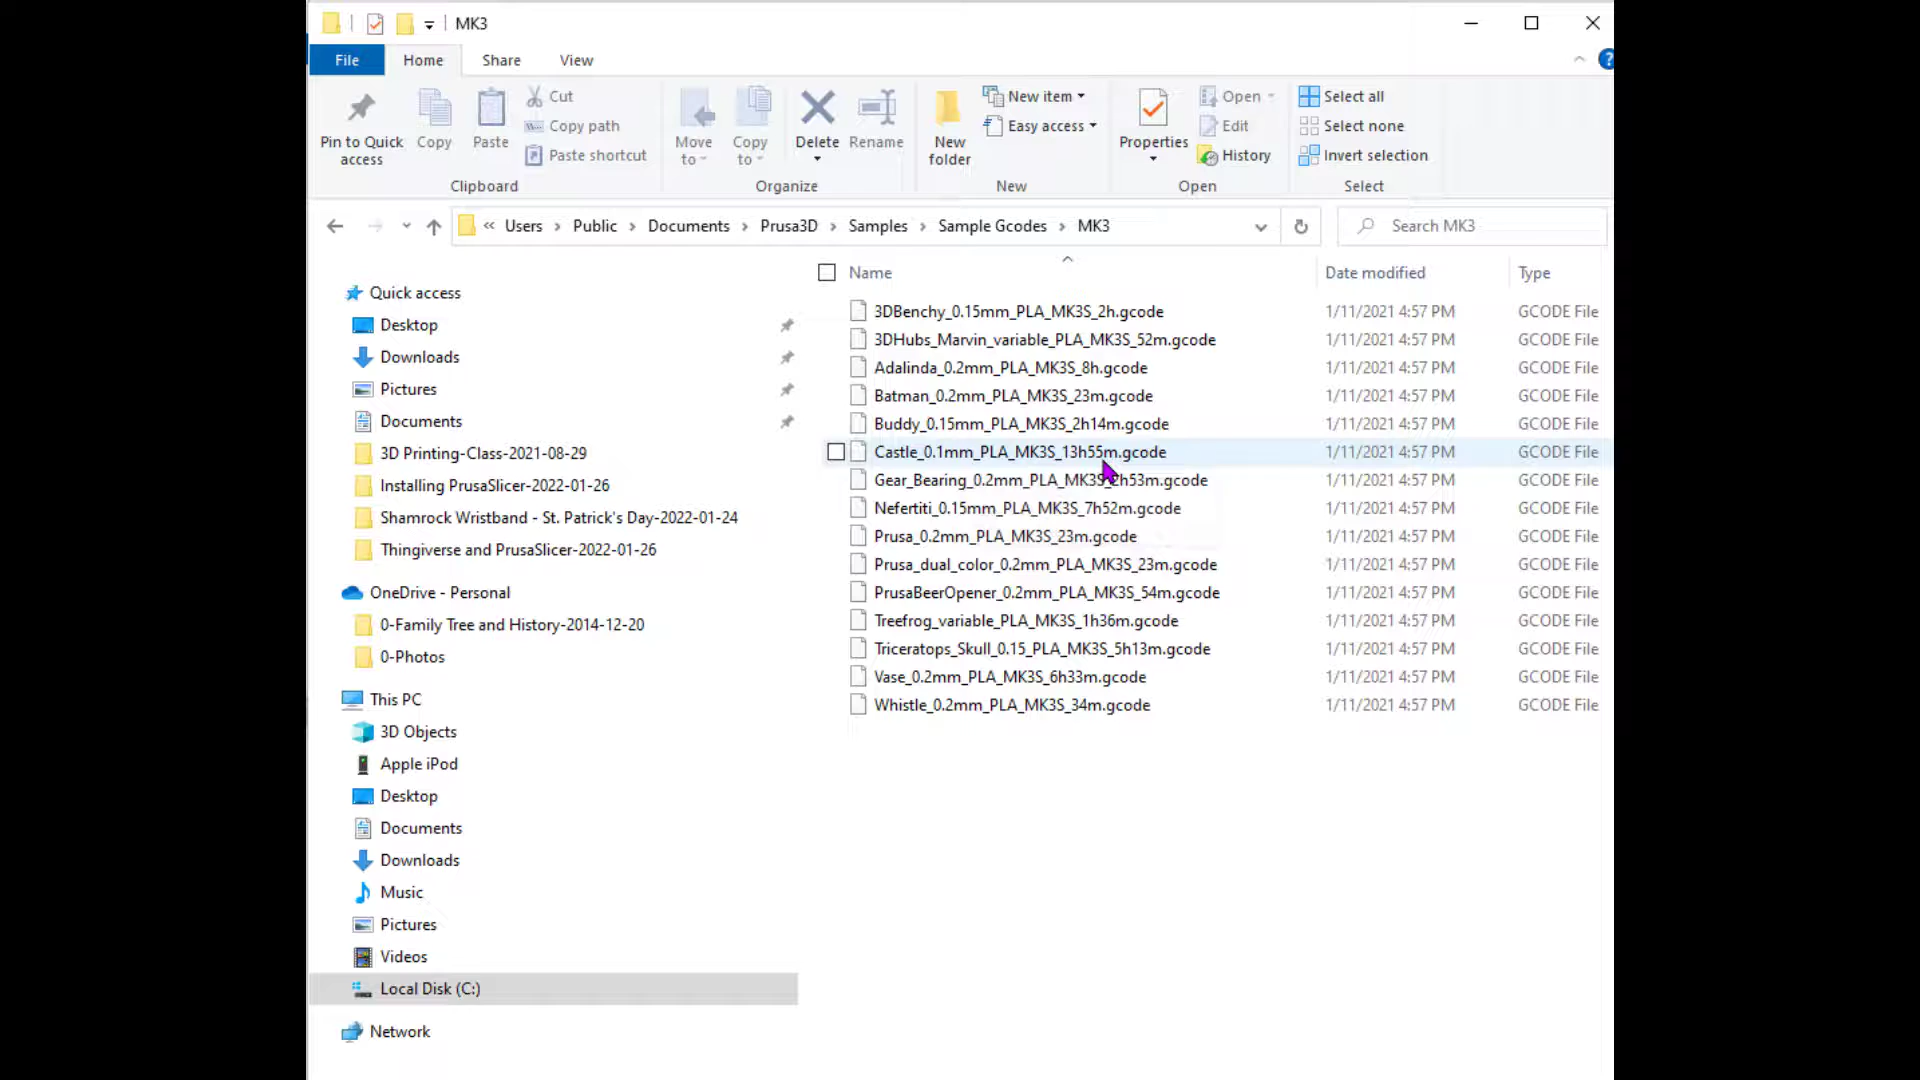 MK3
File
Home
Share
View
?
Pin to Quick access
Copy
Paste
Cut
Copy path
Paste shortcut
Clipboard
Move to
Copy to
Delete
Rename
Organize
New folder
New item
Easy access
New
Properties
Open
Edit
History
Open
Select all
Select none
Invert selection
Select
« Users > Public > Documents > Prusa3D > Samples > Sample Gcodes > MK3
Search MK3
Quick access
Desktop
Downloads
Pictures
Documents
3D Printing-Class-2021-08-29
Installing PrusaSlicer-2022-01-26
Shamrock Wristband - St. Patrick's Day-2022-01-24
Thingiverse and PrusaSlicer-2022-01-26
OneDrive - Personal
0-Family Tree and History-2014-12-20
0-Photos
This PC
3D Objects
Apple iPod
Desktop
Documents
Downloads
Music
Pictures
Videos
Local Disk (C:)
Network
Name Date modified Type
3DBenchy_0.15mm_PLA_MK3S_2h.gcode 1/11/2021 4:57 PM GCODE File
3DHubs_Marvin_variable_PLA_MK3S_52m.gcode 1/11/2021 4:57 PM GCODE File
Adalinda_0.2mm_PLA_MK3S_8h.gcode 1/11/2021 4:57 PM GCODE File
Batman_0.2mm_PLA_MK3S_23m.gcode 1/11/2021 4:57 PM GCODE File
Buddy_0.15mm_PLA_MK3S_2h14m.gcode 1/11/2021 4:57 PM GCODE File
Castle_0.1mm_PLA_MK3S_13h55m.gcode 1/11/2021 4:57 PM GCODE File
Gear_Bearing_0.2mm_PLA_MK3S_2h53m.gcode 1/11/2021 4:57 PM GCODE File
Nefertiti_0.15mm_PLA_MK3S_7h52m.gcode 1/11/2021 4:57 PM GCODE File
Prusa_0.2mm_PLA_MK3S_23m.gcode 1/11/2021 4:57 PM GCODE File
Prusa_dual_color_0.2mm_PLA_MK3S_23m.gcode 1/11/2021 4:57 PM GCODE File
PrusaBeerOpener_0.2mm_PLA_MK3S_54m.gcode 1/11/2021 4:57 PM GCODE File
Treefrog_variable_PLA_MK3S_1h36m.gcode 1/11/2021 4:57 PM GCODE File
Triceratops_Skull_0.15_PLA_MK3S_5h13m.gcode 1/11/2021 4:57 PM GCODE File
Vase_0.2mm_PLA_MK3S_6h33m.gcode 1/11/2021 4:57 PM GCODE File
Whistle_0.2mm_PLA_MK3S_34m.gcode 1/11/2021 4:57 PM GCODE File